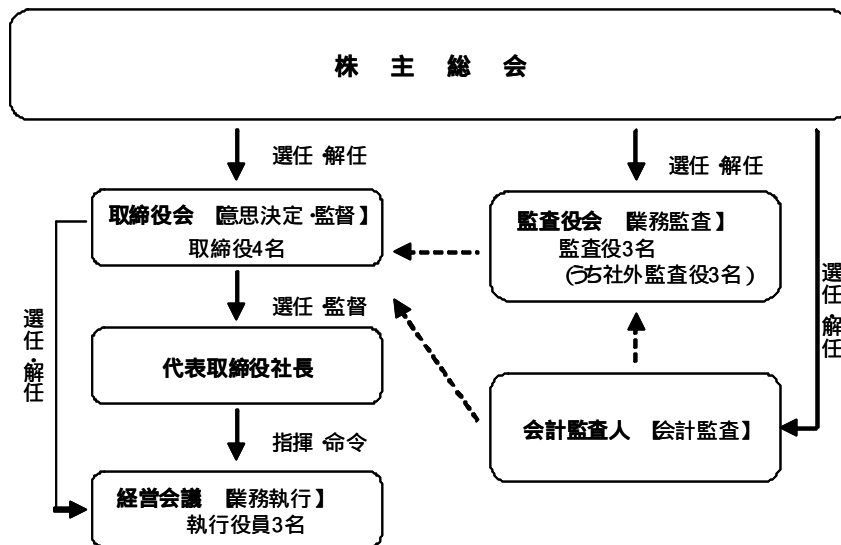 株 主 総 会
選任・解任
選任・解任
取締役会 【意思決定・監督】
取締役4名
監査役会 【業務監査】
監査役3名
(うち社外監査役3名)
選任・解任
選任・監督
選任・解任
代表取締役社長
会計監査人 【会計監査】
指揮・命令
経営会議 【業務執行】
執行役員3名